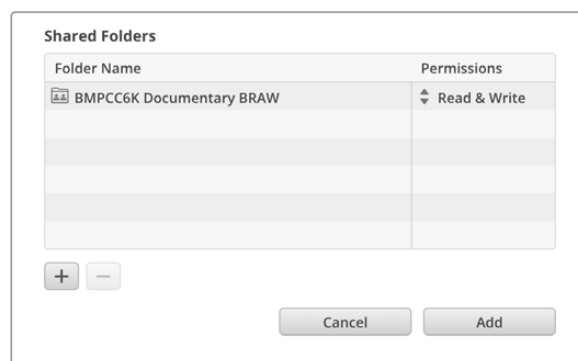 Shared Folders
Folder Name Permissions
BMPCC6K Documentary BRAW Read & Write
+ −
Cancel Add